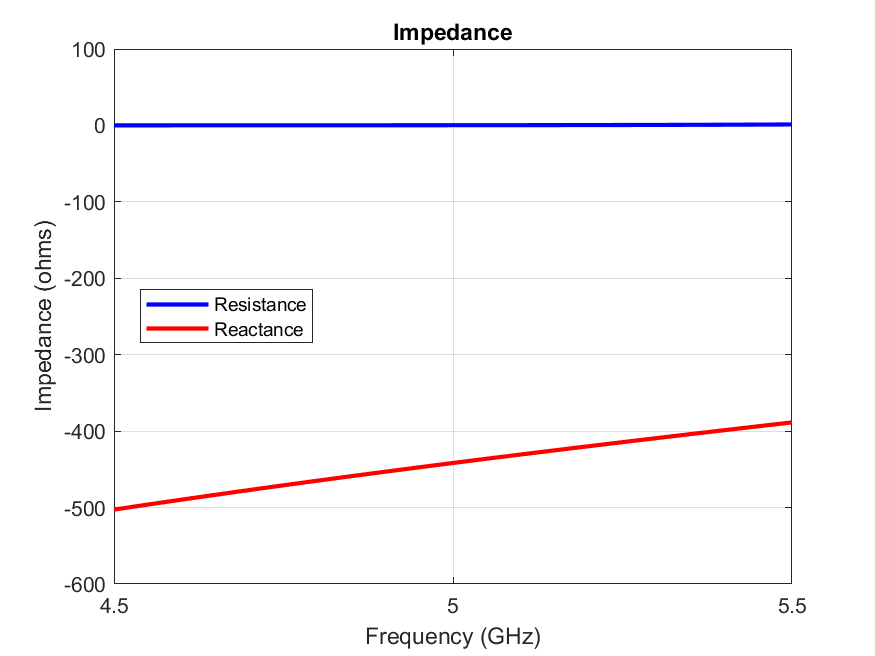 Impedance
100
0
-100
-200
-300
-400
-500
-600
Impedance (ohms)
Resistance
Reactance
4.5
5
5.5
Frequency (GHz)